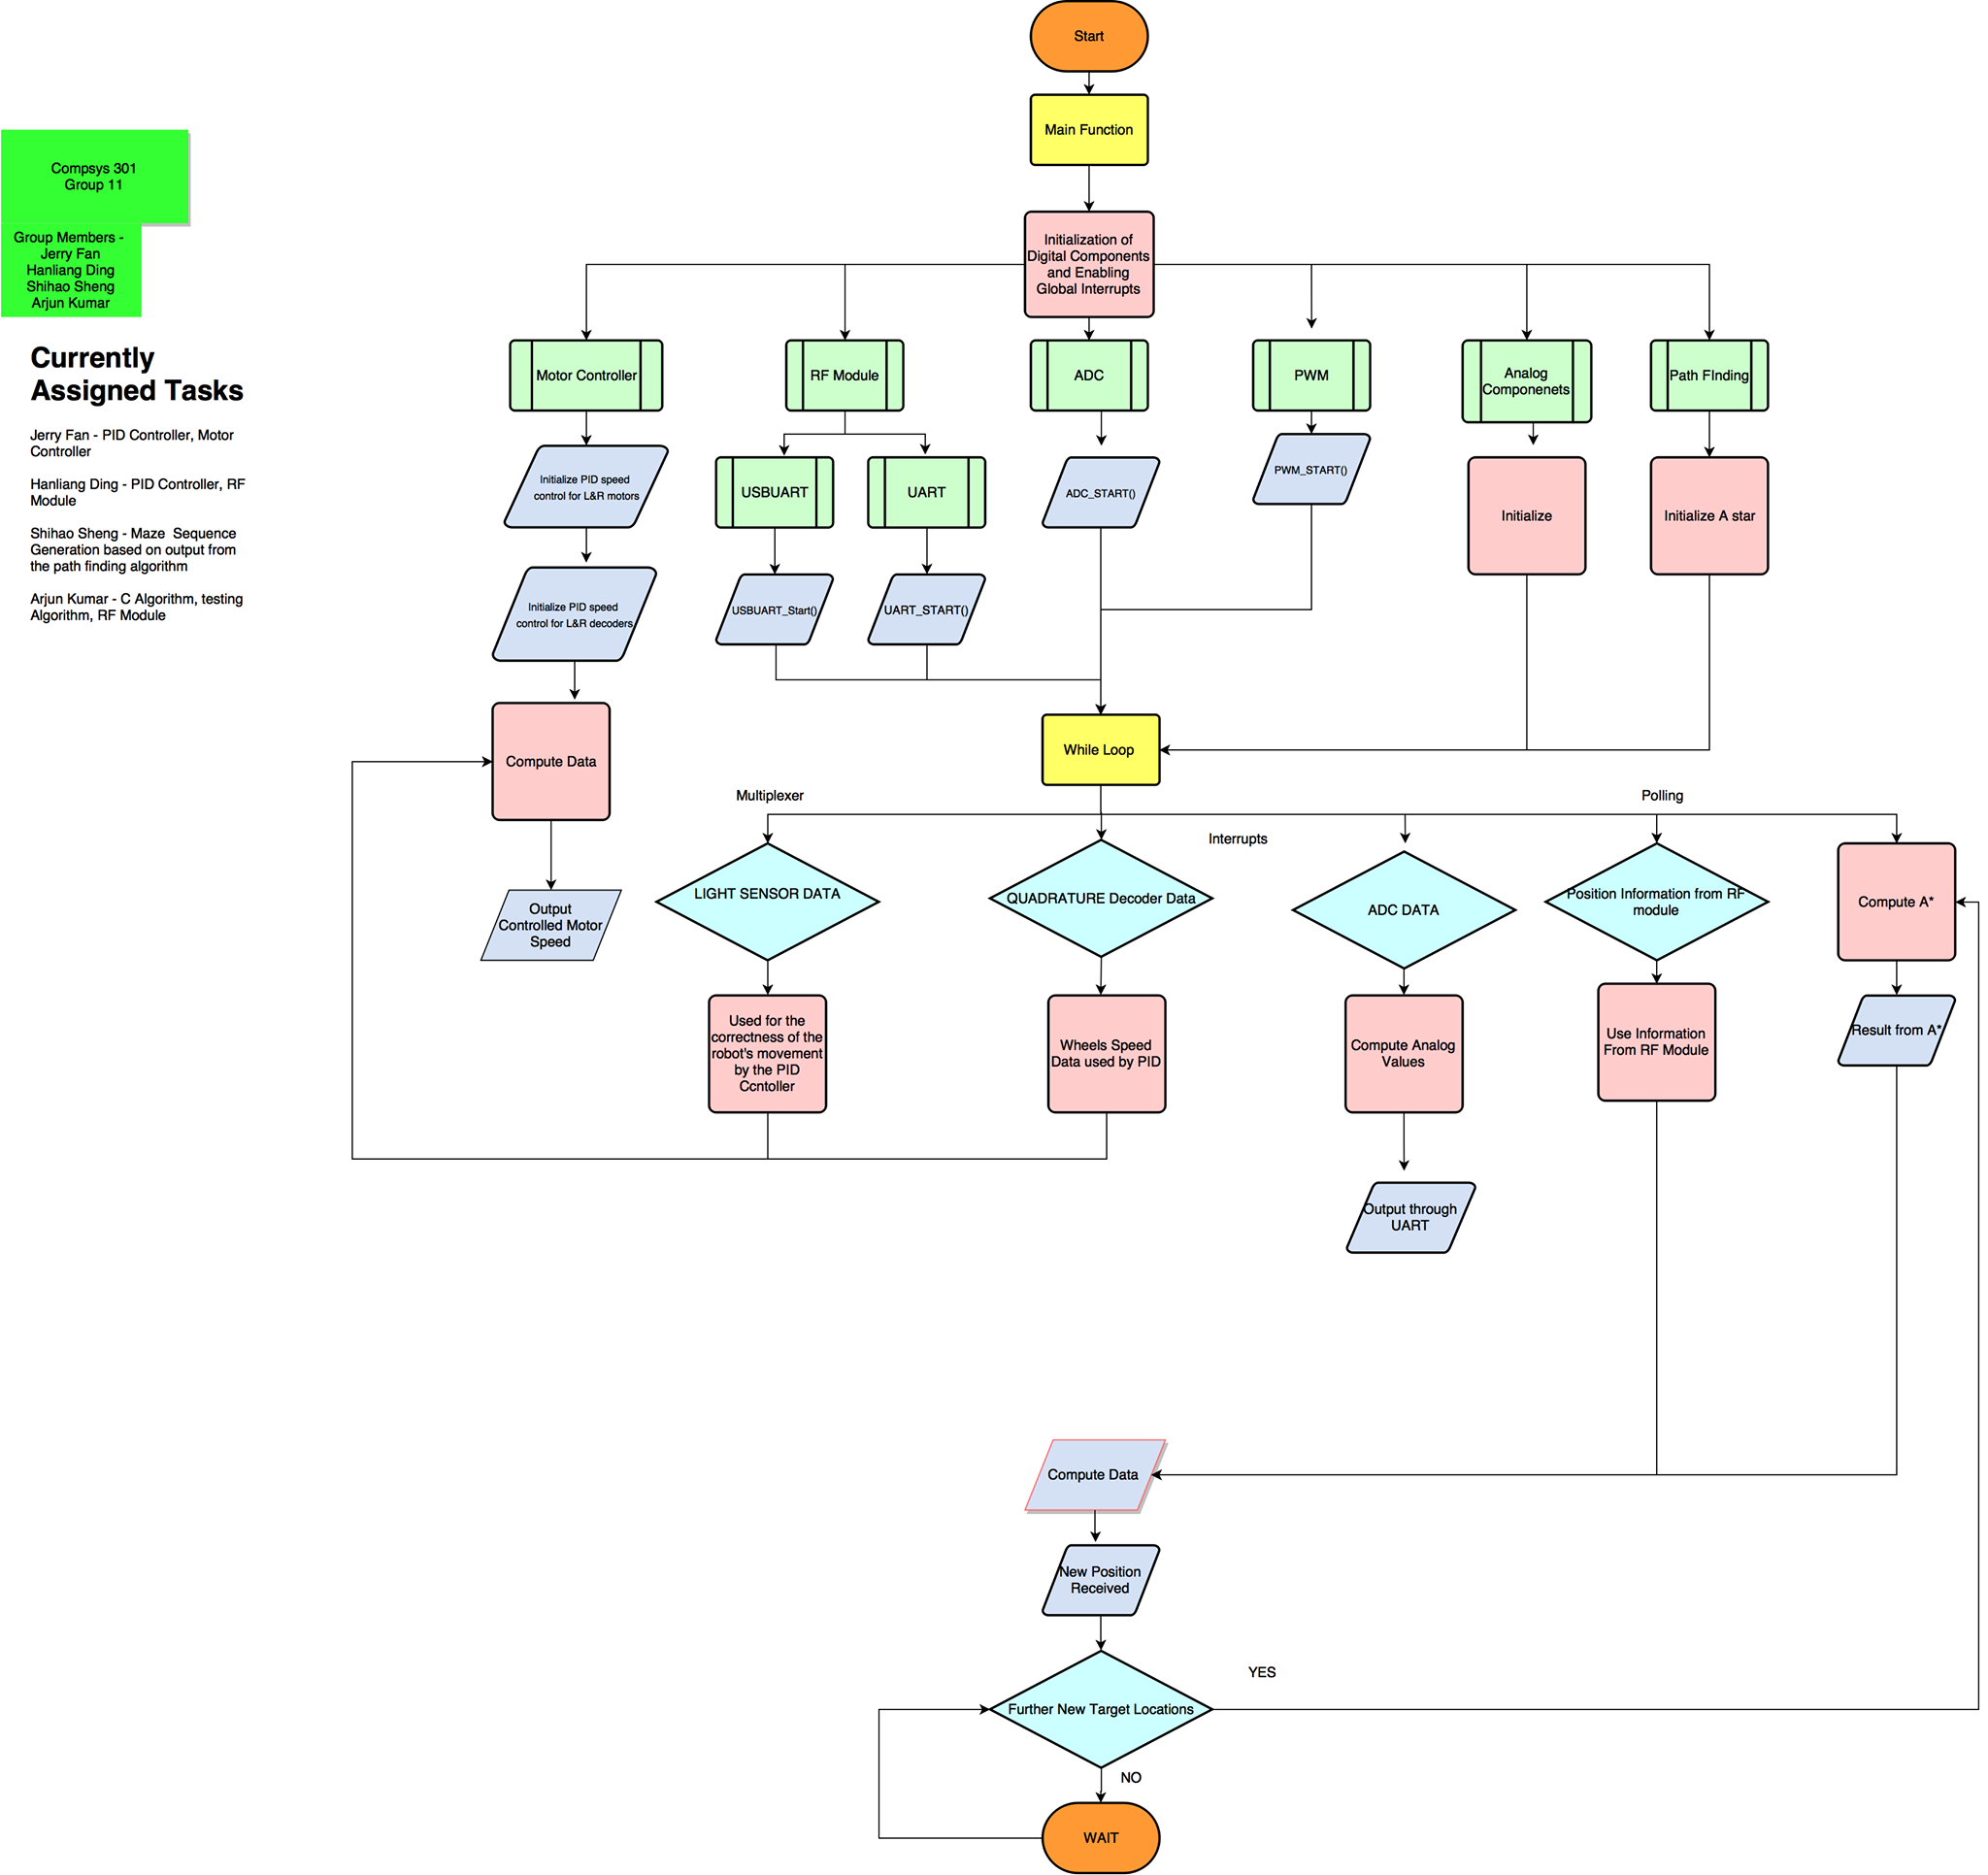 Start
Main Function
Compsys 301
Group 11
Group Members -
Jerry Fan
Hanliang Ding
Shihao Sheng
Arjun Kumar
Initialization of
Digital Components
and Enabling
Global Interrupts
Currently
Assigned Tasks
Jerry Fan - PID Controller, Motor
Controller
Hanliang Ding - PID Controller, RF
Module
Shihao Sheng - Maze  Sequence
Generation based on output from
the path finding algorithm
Arjun Kumar - C Algorithm, testing
Algorithm, RF Module
Motor Controller
RF Module
ADC
PWM
Analog
Componenets
Path FInding
Initialize PID speed
control for L&R motors
USBUART
UART
ADC_START()
PWM_START()
Initialize
Initialize A star
Initialize PID speed
control for L&R decoders
USBUART_Start()
UART_START()
Compute Data
While Loop
Multiplexer
Polling
Interrupts
Output
Controlled Motor
Speed
LIGHT SENSOR DATA
QUADRATURE Decoder Data
ADC DATA
Position Information from RF
module
Compute A*
Used for the
correctness of the
robot's movement
by the PID
Ccntoller
Wheels Speed
Data used by PID
Compute Analog
Values
Use Information
From RF Module
Result from A*
Output through
UART
Compute Data
New Position
Received
YES
Further New Target Locations
NO
WAIT